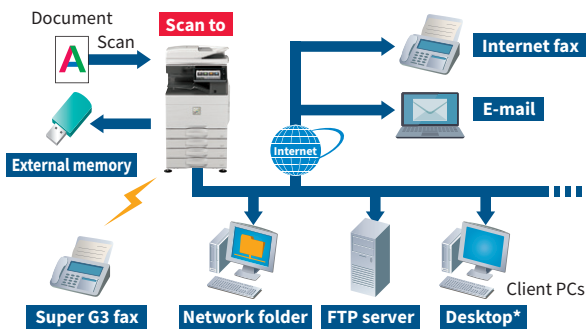 Document
Scan to
Scan
A
Internet fax
E-mail
External memory
Internet
Client PCs
Super G3 fax
Network folder
FTP server
Desktop*